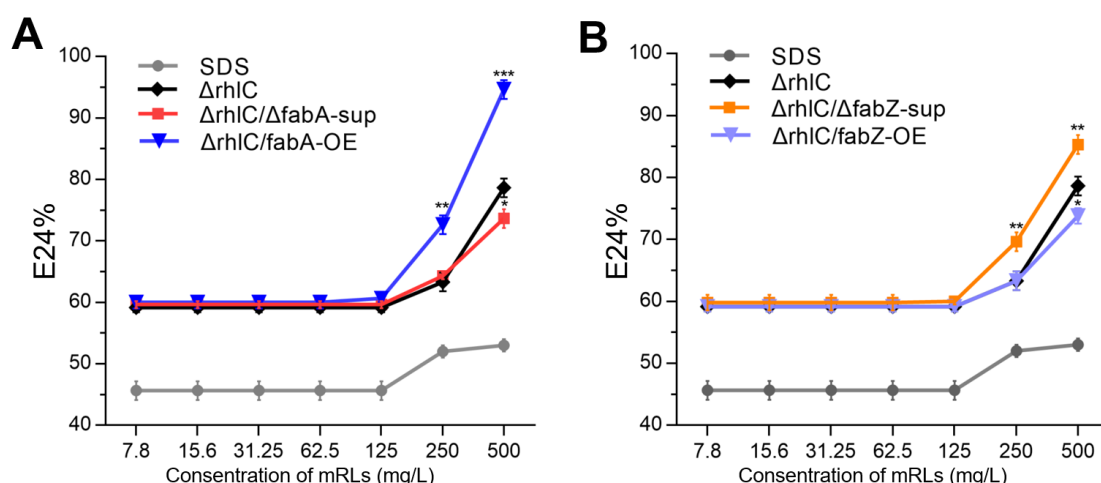 A
100
90
80
70
60
50
40
E24%
SDS
ΔrhlC
ΔrhlC/ΔfabA-sup
ΔrhlC/fabA-OE
**
***
*
7.8 15.6 31.25 62.5 125 250 500
Consentration of mRLs (mg/L)
B
100
90
80
70
60
50
40
E24%
SDS
ΔrhlC
ΔrhlC/ΔfabZ-sup
ΔrhlC/fabZ-OE
**
**
*
7.8 15.6 31.25 62.5 125 250 500
Consentration of mRLs (mg/L)